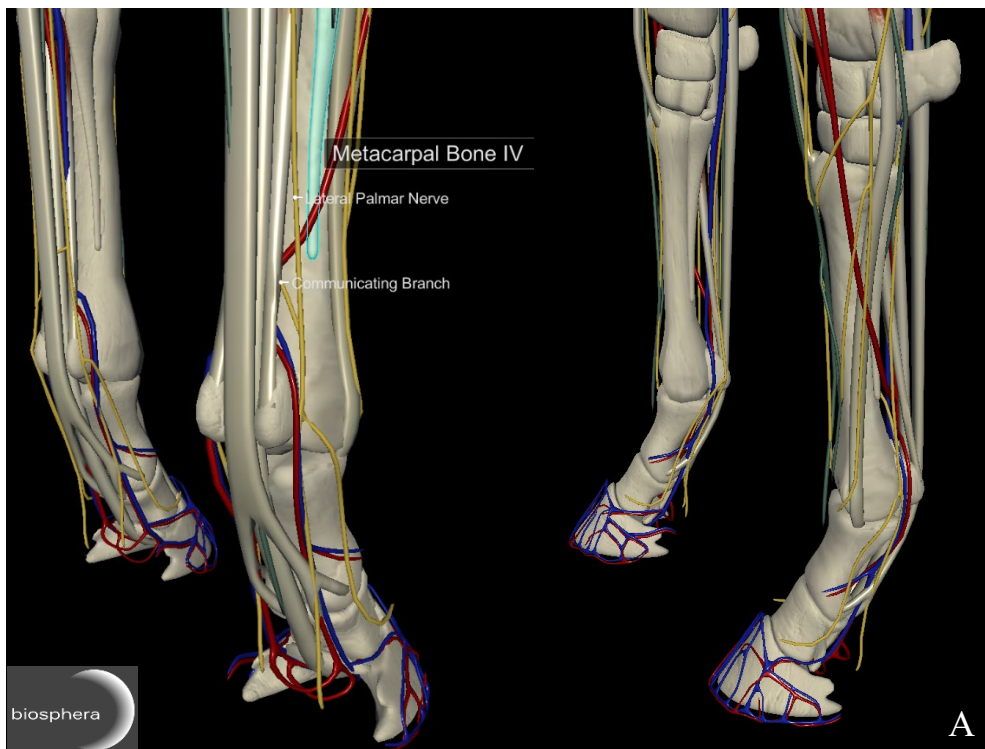 Metacarpal Bone IV
Lateral Palmar Nerve
Communicating Branch
biosphera
A